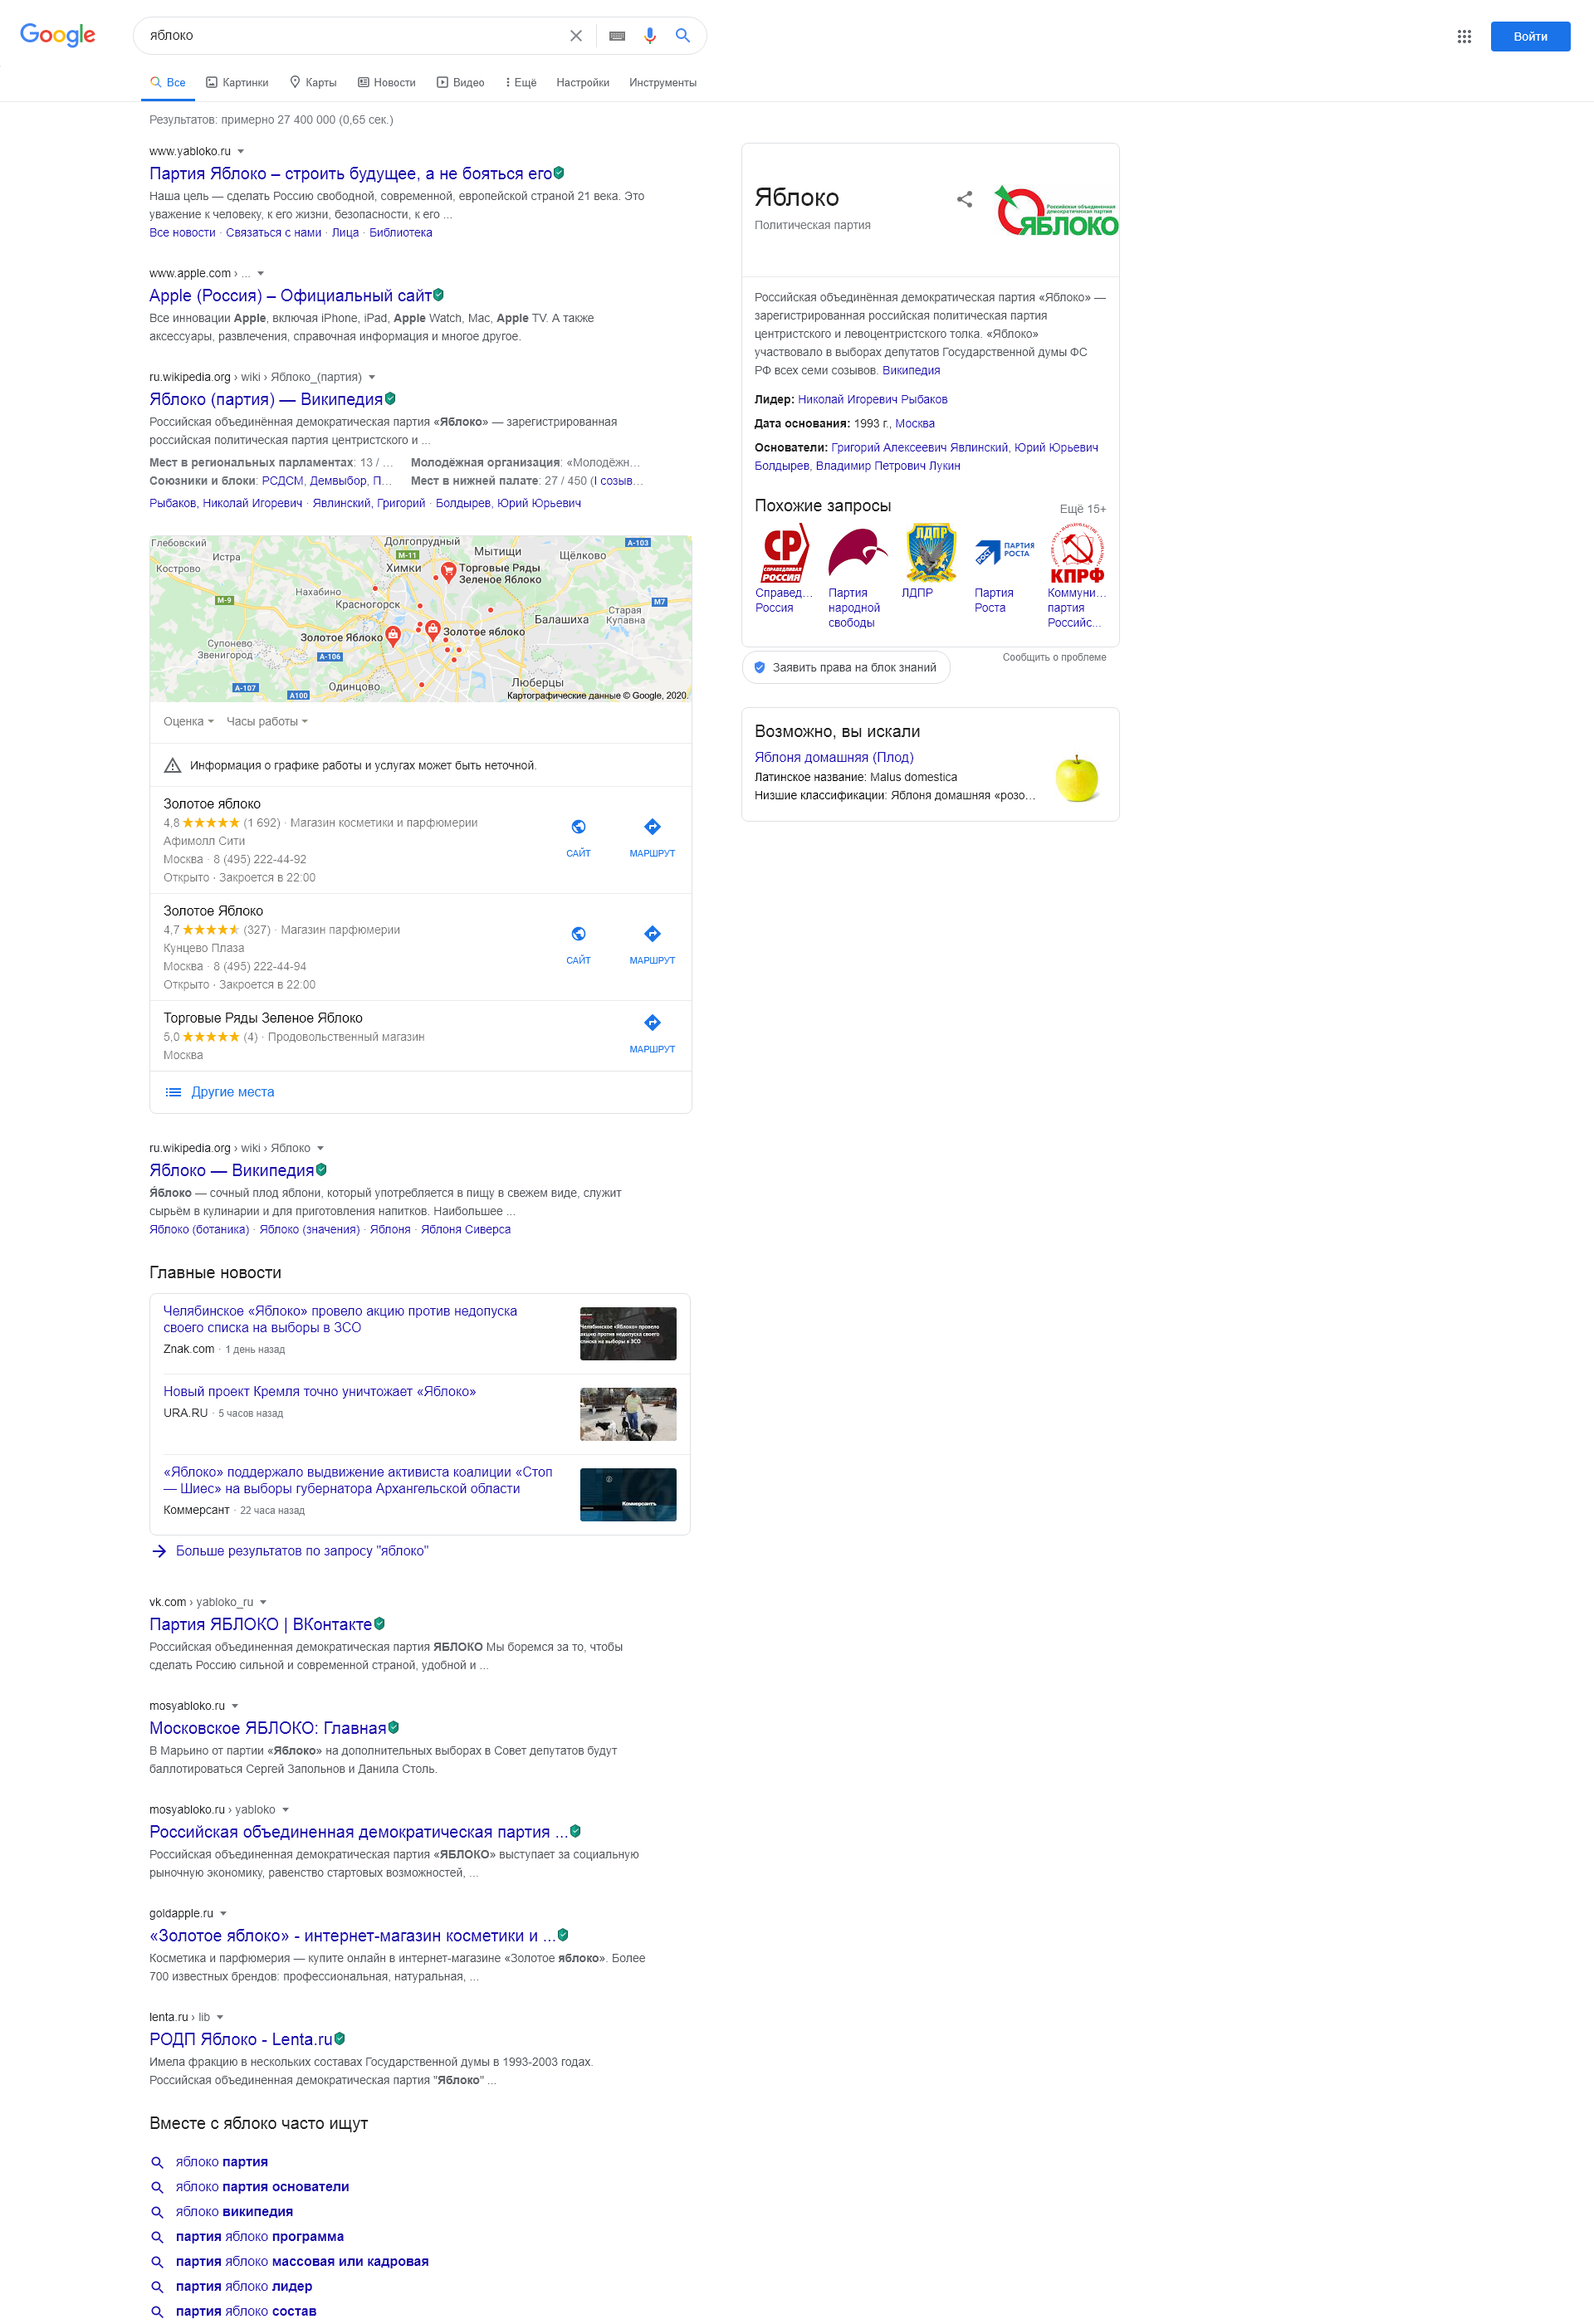 Google
яблоко
Войти
Все
Картинки
Карты
Новости
Видео
Ещё
Настройки
Инструменты
Результатов: примерно 27 400 000 (0,65 сек.)
www.yabloko.ru
Партия Яблоко – строить будущее, а не бояться его
Наша цель — сделать Россию свободной, современной, европейской страной 21 века. Это
уважение к человеку, к его жизни, безопасности, к его ...
Все новости · Связаться с нами · Лица · Библиотека
www.apple.com › ...
Apple (Россия) – Официальный сайт
Все инновации Apple, включая iPhone, iPad, Apple Watch, Mac, Apple TV. А также
аксессуары, развлечения, справочная информация и многое другое.
ru.wikipedia.org › wiki › Яблоко_(партия)
Яблоко (партия) — Википедия
Российская объединённая демократическая партия «Яблоко» — зарегистрированная
российская политическая партия центристского и ...
Мест в региональных парламентах: 13 / ...
Молодёжная организация: «Молодёжн...
Союзники и блоки: РСДСМ, Демвыбор, П...
Мест в нижней палате: 27 / 450 (I созыв...
Рыбаков, Николай Игоревич · Явлинский, Григорий · Болдырев, Юрий Юрьевич
Глебовский
Истра
Кострово
Долгопрудный
М-11
Мытищи
А-103
Щёлково
Химки
Торговые Ряды
Зеленое Яблоко
Нахабино
М-9
Красногорск
М7
Старая
Купавна
Балашиха
Золотое Яблоко
Золотое яблоко
Супонево
Звенигород
А-106
А-107
А100
Одинцово
Люберцы
Картографические данные © Google, 2020.
Оценка
Часы работы
Информация о графике работы и услугах может быть неточной.
Золотое яблоко
4,8 (1 692) · Магазин косметики и парфюмерии
Афимолл Сити
Москва · 8 (495) 222-44-92
Открыто · Закроется в 22:00
САЙТ
МАРШРУТ
Золотое Яблоко
4,7 (327) · Магазин парфюмерии
Кунцево Плаза
Москва · 8 (495) 222-44-94
Открыто · Закроется в 22:00
САЙТ
МАРШРУТ
Торговые Ряды Зеленое Яблоко
5,0 (4) · Продовольственный магазин
Москва
МАРШРУТ
Другие места
ru.wikipedia.org › wiki › Яблоко
Яблоко — Википедия
Я́блоко — сочный плод яблони, который употребляется в пищу в свежем виде, служит
сырьём в кулинарии и для приготовления напитков. Наибольшее ...
Яблоко (ботаника) · Яблоко (значения) · Яблоня · Яблоня Сиверса
Главные новости
Челябинское «Яблоко» провело акцию против недопуска
своего списка на выборы в ЗСО
Znak.com · 1 день назад
Челябинское «Яблоко» провело
акцию против недопуска своего
списка на выборы в ЗСО
Новый проект Кремля точно уничтожает «Яблоко»
URA.RU · 5 часов назад
«Яблоко» поддержало выдвижение активиста коалиции «Стоп
— Шиес» на выборы губернатора Архангельской области
Коммерсант · 22 часа назад
Коммерсантъ
Больше результатов по запросу "яблоко"
vk.com › yabloko_ru
Партия ЯБЛОКО | ВКонтакте
Российская объединенная демократическая партия ЯБЛОКО Мы боремся за то, чтобы
сделать Россию сильной и современной страной, удобной и ...
mosyabloko.ru
Московское ЯБЛОКО: Главная
В Марьино от партии «Яблоко» на дополнительных выборах в Совет депутатов будут
баллотироваться Сергей Запольнов и Данила Столь.
mosyabloko.ru › yabloko
Российская объединенная демократическая партия ...
Российская объединенная демократическая партия «ЯБЛОКО» выступает за социальную
рыночную экономику, равенство стартовых возможностей, ...
goldapple.ru
«Золотое яблоко» - интернет-магазин косметики и ...
Косметика и парфюмерия — купите онлайн в интернет-магазине «Золотое яблоко». Более
700 известных брендов: профессиональная, натуральная, ...
lenta.ru › lib
РОДП Яблоко - Lenta.ru
Имела фракцию в нескольких составах Государственной думы в 1993-2003 годах.
Российская объединенная демократическая партия "Яблоко" ...
Вместе с яблоко часто ищут
яблоко партия
яблоко партия основатели
яблоко википедия
партия яблоко программа
партия яблоко массовая или кадровая
партия яблоко лидер
партия яблоко состав
Яблоко
Политическая партия
Российская объединенная
демократическая партия
ЯБЛОКО
Российская объединённая демократическая партия «Яблоко» —
зарегистрированная российская политическая партия
центристского и левоцентристского толка. «Яблоко»
участвовало в выборах депутатов Государственной думы ФС
РФ всех семи созывов. Википедия
Лидер: Николай Игоревич Рыбаков
Дата основания: 1993 г., Москва
Основатели: Григорий Алексеевич Явлинский, Юрий Юрьевич
Болдырев, Владимир Петрович Лукин
Похожие запросы
Ещё 15+
СР
СПРАВЕДЛИВАЯ
РОССИЯ
ЛДПР
ПАРТИЯ
РОСТА
КПРФ
Справед...
Россия
Партия
народной
свободы
ЛДПР
Партия
Роста
Коммуни...
партия
Российс...
Заявить права на блок знаний
Сообщить о проблеме
Возможно, вы искали
Яблоня домашняя (Плод)
Латинское название: Malus domestica
Низшие классификации: Яблоня домашняя «розо...